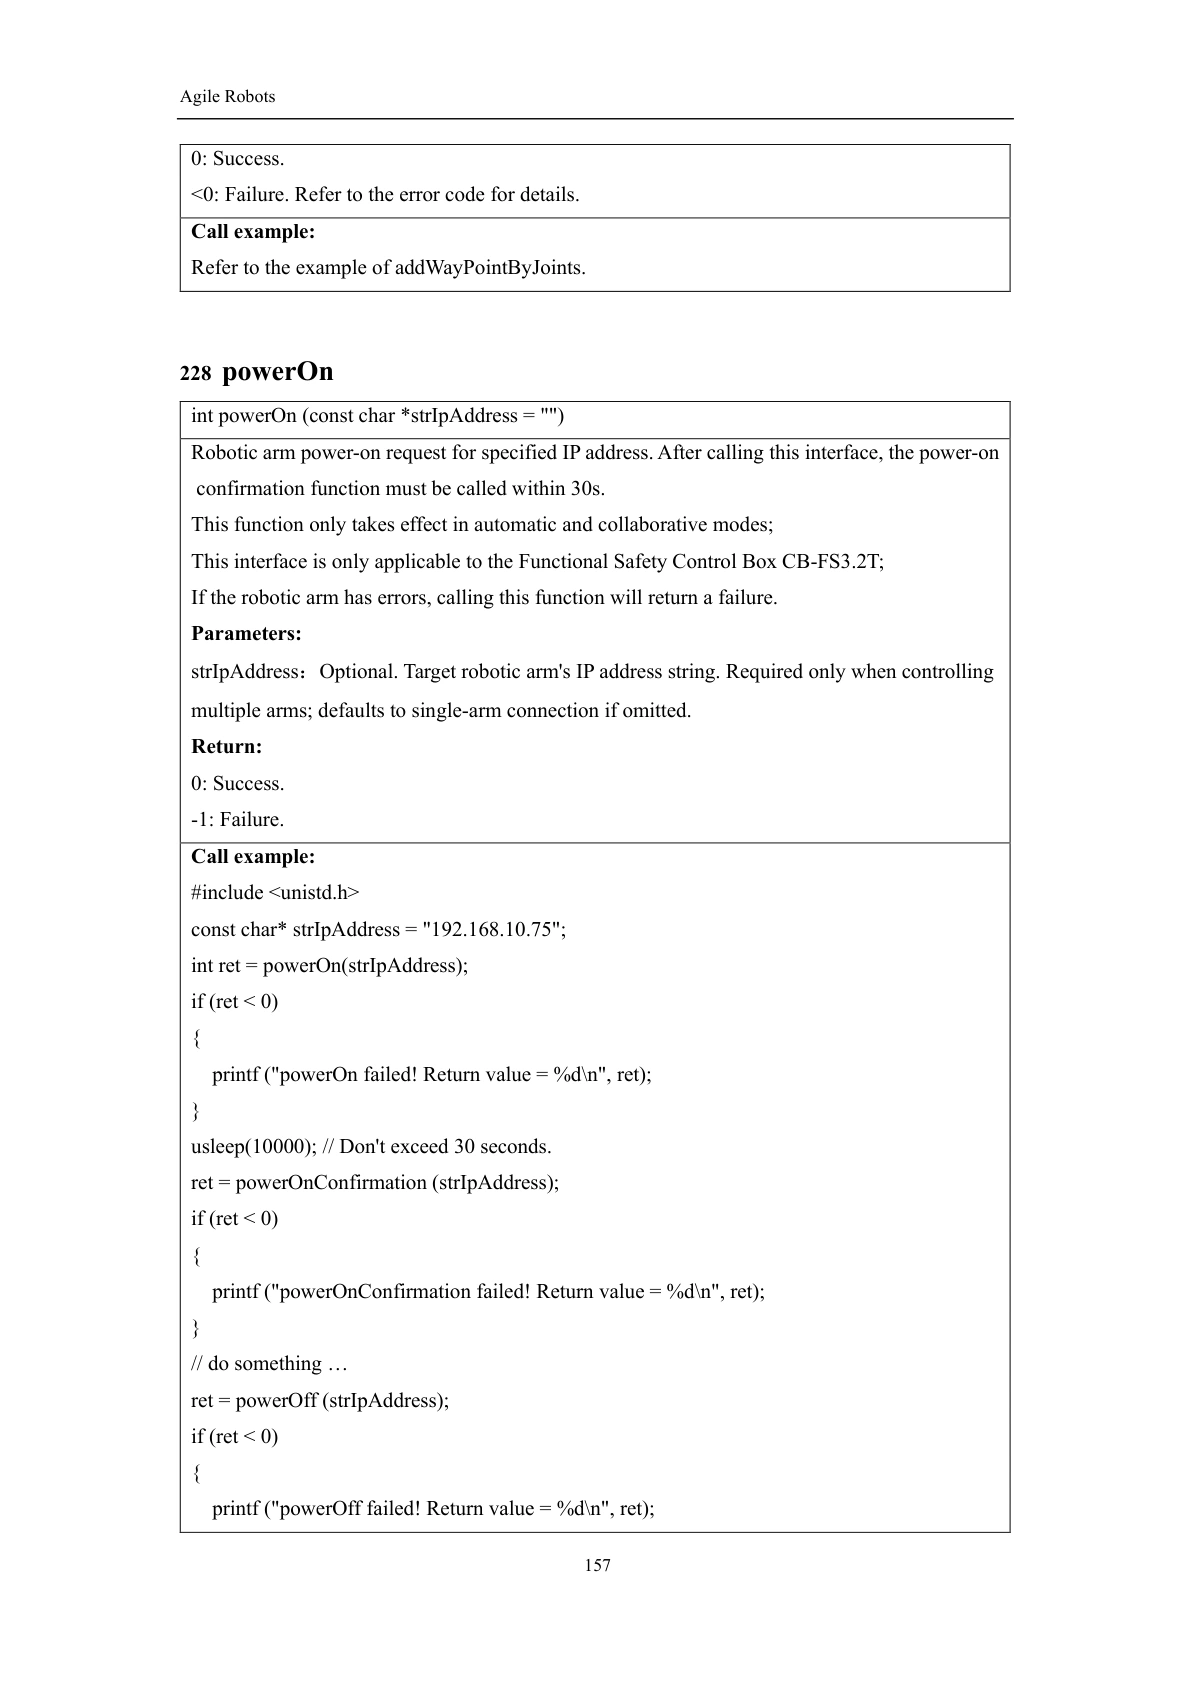 Agile Robots
0: Success.
<0: Failure. Refer to the error code for details.
Call example:
Refer to the example of addWayPointByJoints.
228 powerOn
int powerOn (const char *strIpAddress = "")
Robotic arm power-on request for specified IP address. After calling this interface, the power-on
confirmation function must be called within 30s.
This function only takes effect in automatic and collaborative modes;
This interface is only applicable to the Functional Safety Control Box CB-FS3.2T;
If the robotic arm has errors, calling this function will return a failure.
Parameters:
strIpAddress：Optional. Target robotic arm's IP address string. Required only when controlling
multiple arms; defaults to single-arm connection if omitted.
Return:
0: Success.
-1: Failure.
Call example:
#include <unistd.h>
const char* strIpAddress = "192.168.10.75";
int ret = powerOn(strIpAddress);
if (ret < 0)
{
printf ("powerOn failed! Return value = %d\n", ret);
}
usleep(10000); // Don't exceed 30 seconds.
ret = powerOnConfirmation (strIpAddress);
if (ret < 0)
{
printf ("powerOnConfirmation failed! Return value = %d\n", ret);
}
// do something …
ret = powerOff (strIpAddress);
if (ret < 0)
{
printf ("powerOff failed! Return value = %d\n", ret);
157